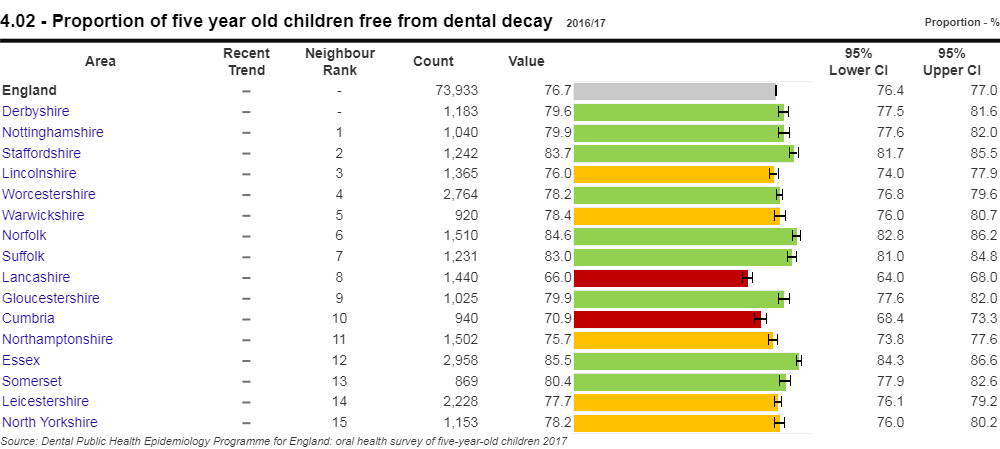 4.02 - Proportion of five year old children free from dental decay 2016/17 Proportion - %
Area Recent Trend Neighbour Rank Count Value 95% Lower CI 95% Upper CI
England – - 73,933 76.7 76.4 77.0
Derbyshire – - 1,183 79.6 77.5 81.6
Nottinghamshire – 1 1,040 79.9 77.6 82.0
Staffordshire – 2 1,242 83.7 81.7 85.5
Lincolnshire – 3 1,365 76.0 74.0 77.9
Worcestershire – 4 2,764 78.2 76.8 79.6
Warwickshire – 5 920 78.4 76.0 80.7
Norfolk – 6 1,510 84.6 82.8 86.2
Suffolk – 7 1,231 83.0 81.0 84.8
Lancashire – 8 1,440 66.0 64.0 68.0
Gloucestershire – 9 1,025 79.9 77.6 82.0
Cumbria – 10 940 70.9 68.4 73.3
Northamptonshire – 11 1,502 75.7 73.8 77.6
Essex – 12 2,958 85.5 84.3 86.6
Somerset – 13 869 80.4 77.9 82.6
Leicestershire – 14 2,228 77.7 76.1 79.2
North Yorkshire – 15 1,153 78.2 76.0 80.2
Source: Dental Public Health Epidemiology Programme for England: oral health survey of five-year-old children 2017